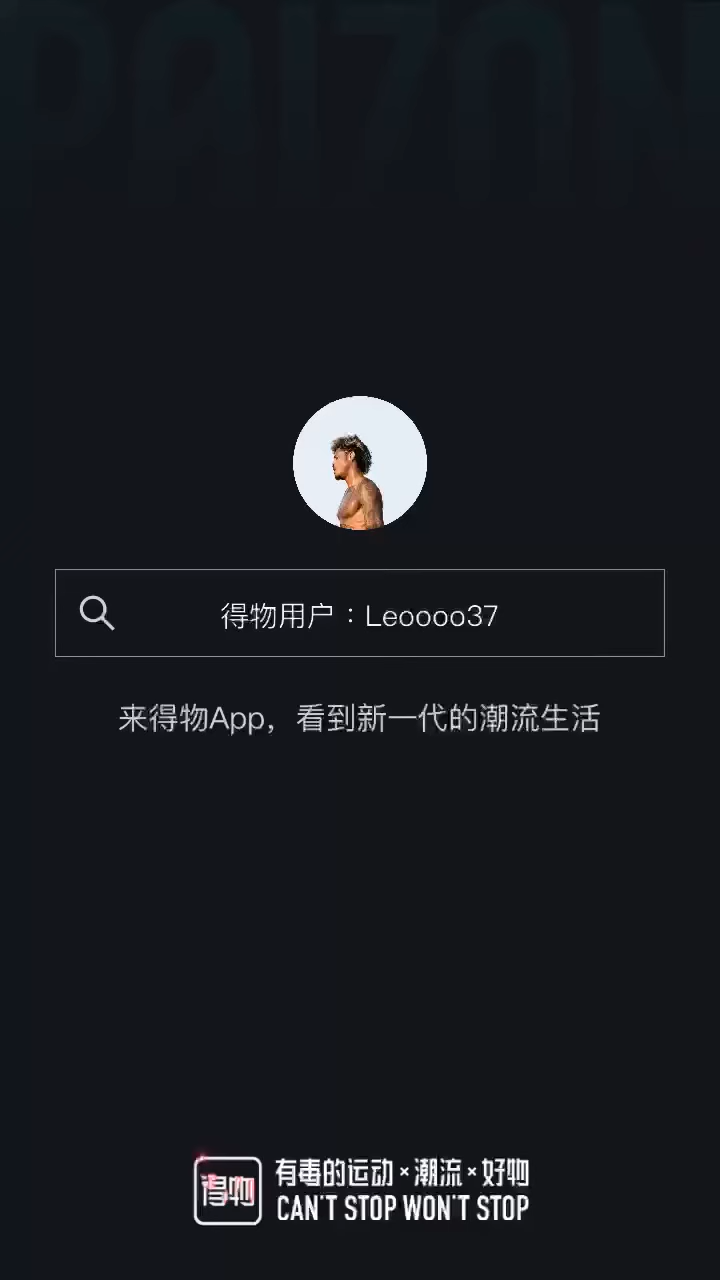 得物用户：Leoooo37
来得物App，看到新一代的潮流生活
得物
有毒的运动×潮流×好物
CAN'T STOP WON'T STOP